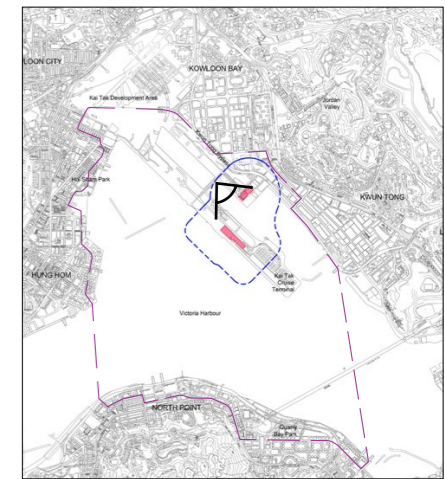 KOWLOON BAY
LOON CITY
Kai Tak Development Area
Jordan
Valley
Hoi Sham Park
KWUN TONG
HUNG HOM
Kai Tak
Cruise
Terminal
Victoria Harbour
NORTH POINT
Quarry
Bay Park